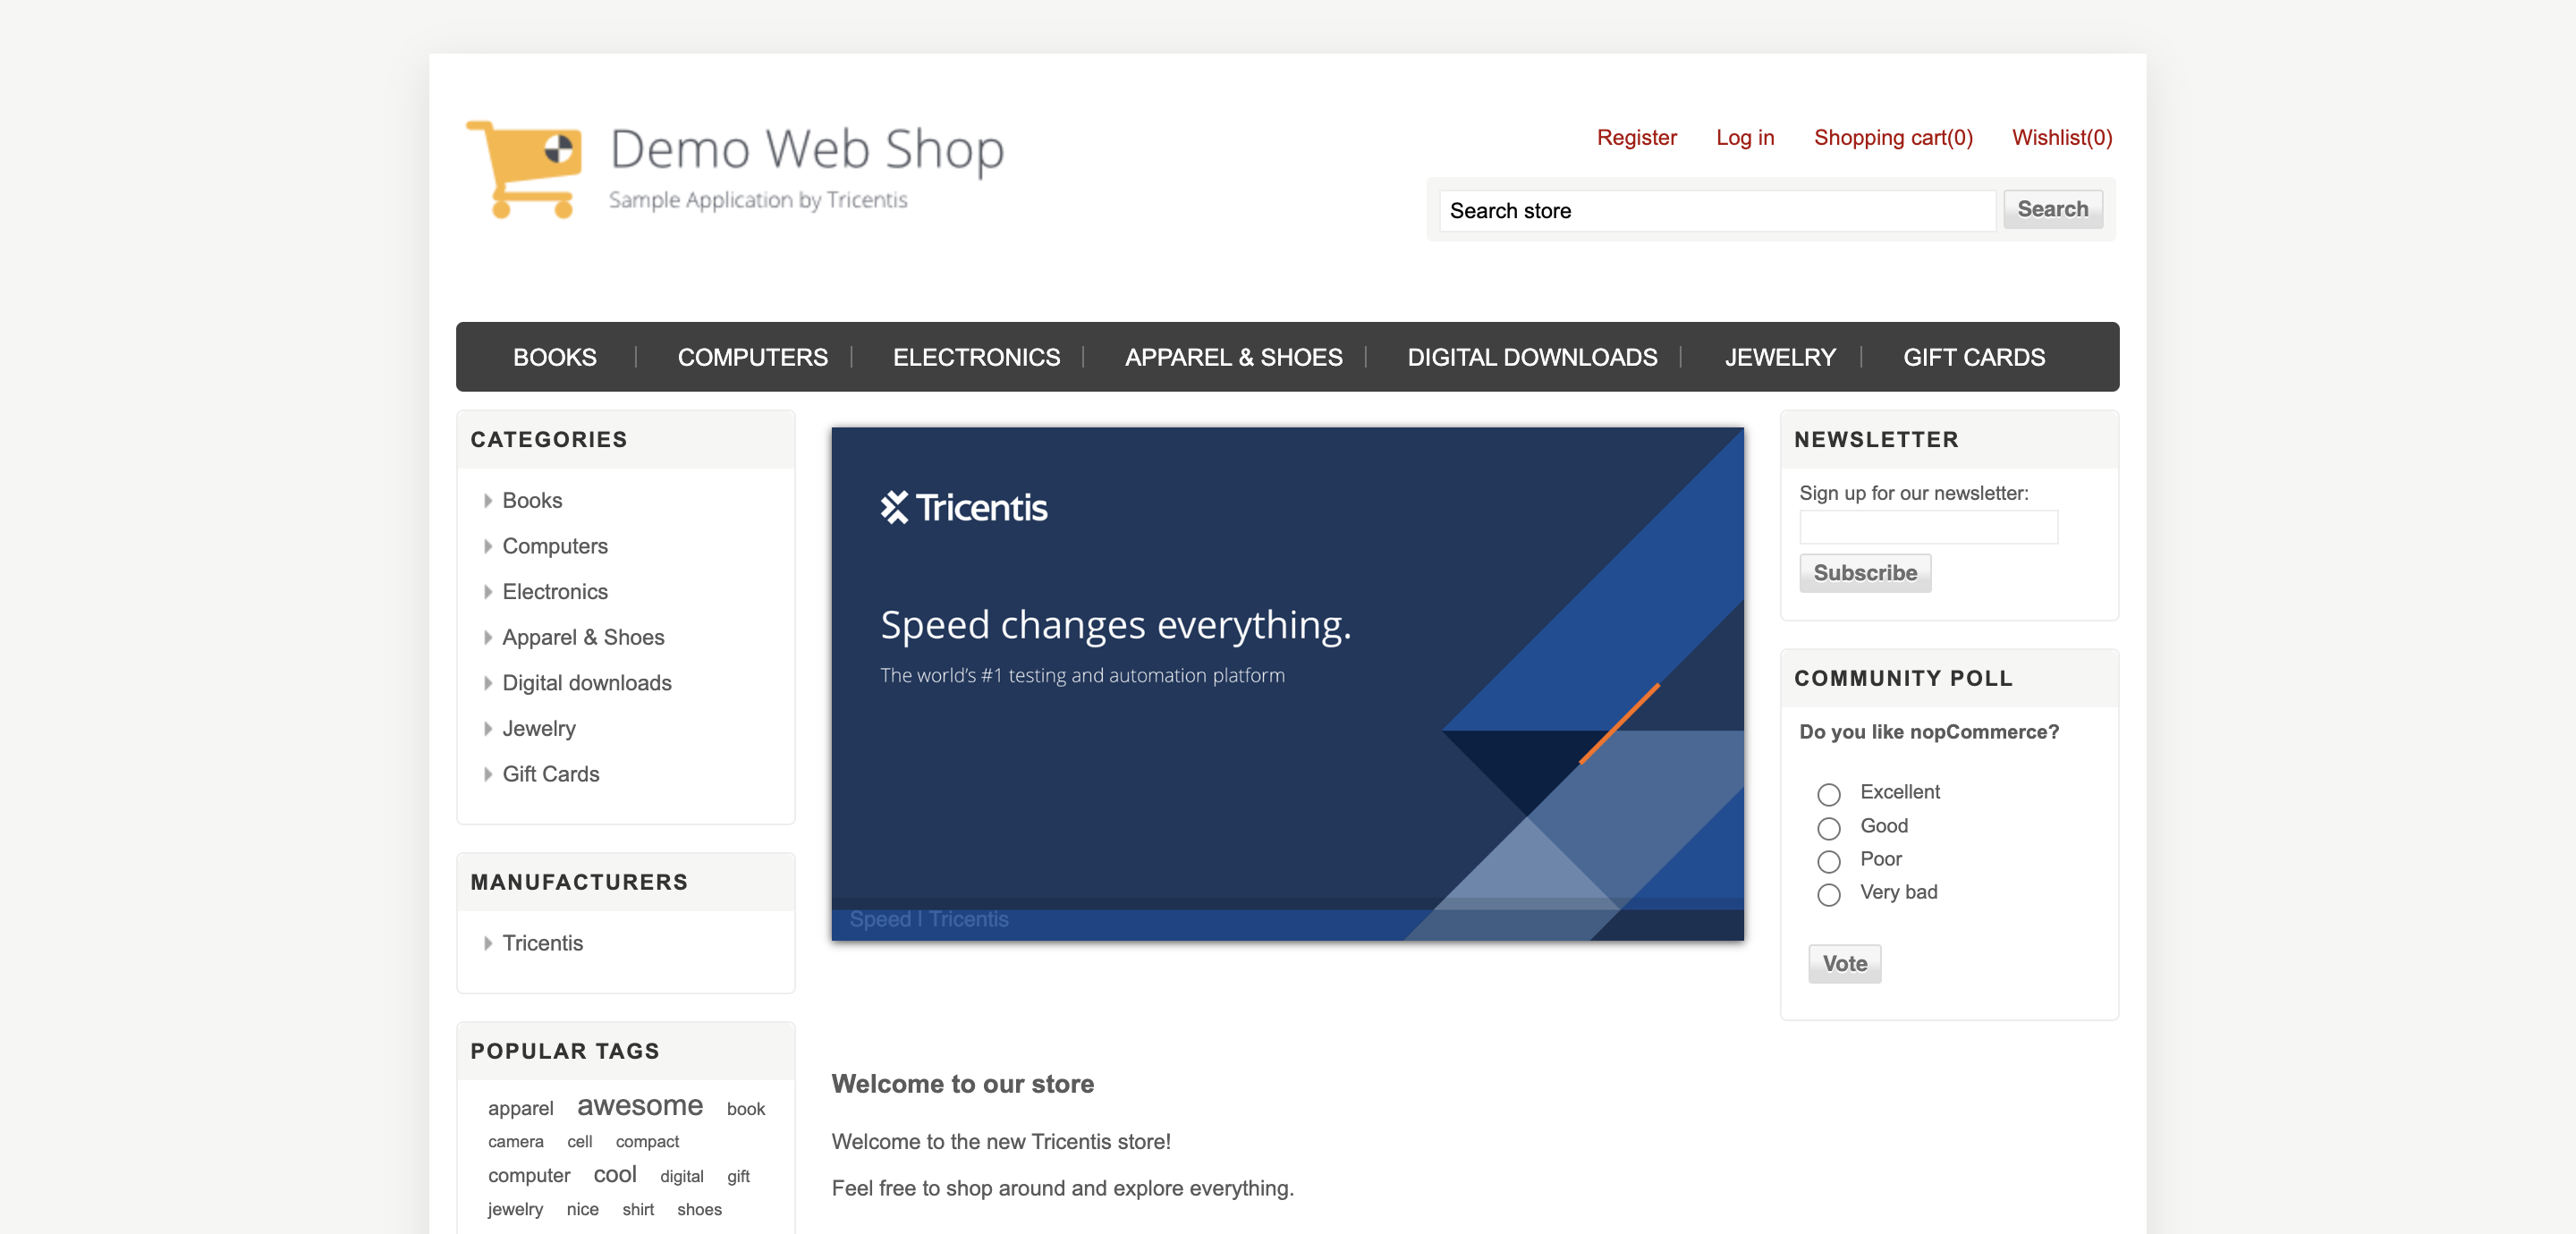 Demo Web Shop
Sample Application by Tricentis
Register Log in Shopping cart(0) Wishlist(0)
Search store Search
BOOKS COMPUTERS ELECTRONICS APPAREL & SHOES DIGITAL DOWNLOADS JEWELRY GIFT CARDS
CATEGORIES
Books
Computers
Electronics
Apparel & Shoes
Digital downloads
Jewelry
Gift Cards
MANUFACTURERS
Tricentis
POPULAR TAGS
apparel awesome book
camera cell compact
computer cool digital gift
jewelry nice shirt shoes
Tricentis
Speed changes everything.
The world's #1 testing and automation platform
Speed | Tricentis
Welcome to our store
Welcome to the new Tricentis store!
Feel free to shop around and explore everything.
NEWSLETTER
Sign up for our newsletter:
Subscribe
COMMUNITY POLL
Do you like nopCommerce?
Excellent
Good
Poor
Very bad
Vote